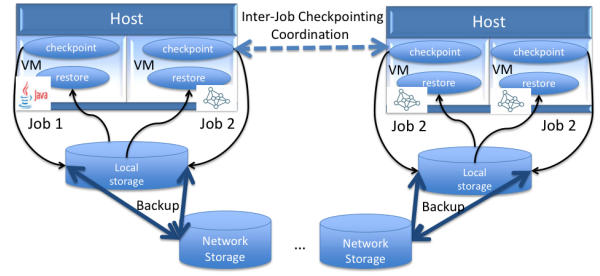 Host
Inter-Job Checkpointing
Coordination
Host
checkpoint
checkpoint
checkpoint
checkpoint
VM
VM
VM
VM
restore
restore
restore
restore
Java
Job 1
Job 2
Job 2
Job 2
Local
storage
Local
storage
Backup
Backup
Network
Storage
...
Network
Storage